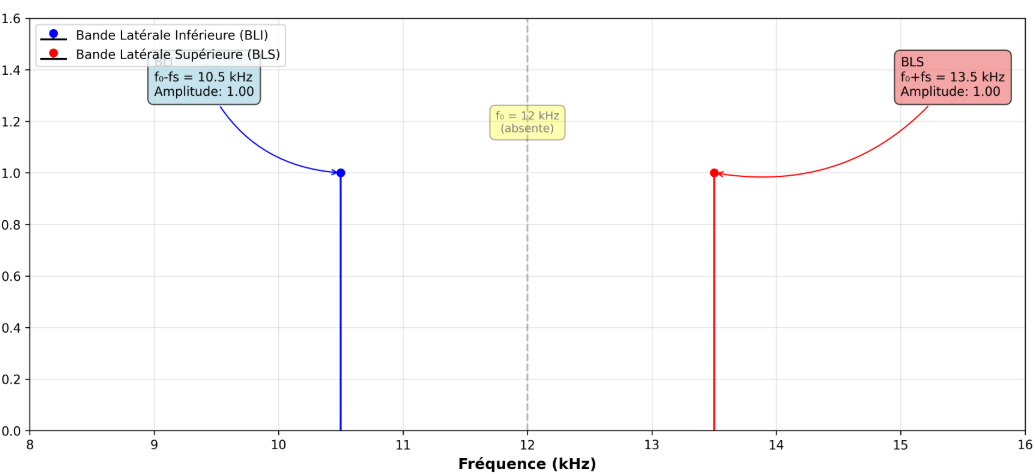 1.6
1.4
1.2
1.0
0.8
0.6
0.4
0.2
0.0
Bande Latérale Inférieure (BLI)
Bande Latérale Supérieure (BLS)
BLI
f₀-fs = 10.5 kHz
Amplitude: 1.00
f₀ = 12 kHz
(absente)
BLS
f₀+fs = 13.5 kHz
Amplitude: 1.00
8 9 10 11 12 13 14 15 16
Fréquence (kHz)